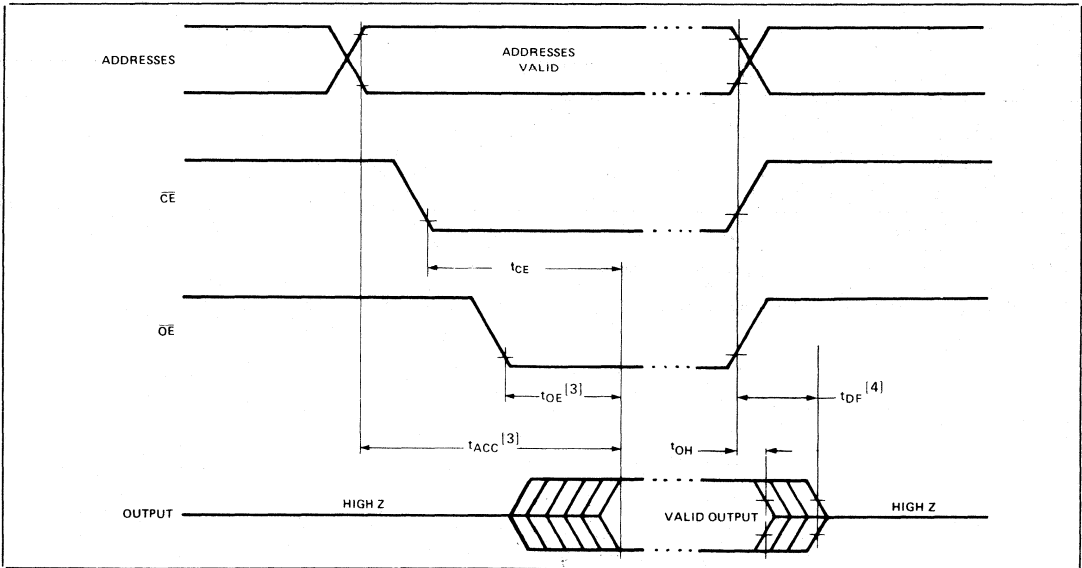 ADDRESSES
ADDRESSES
VALID
CE
tCE
OE
tOE[3]
tDF[4]
tACC[3]
tOH
OUTPUT
HIGH Z
VALID OUTPUT
HIGH Z